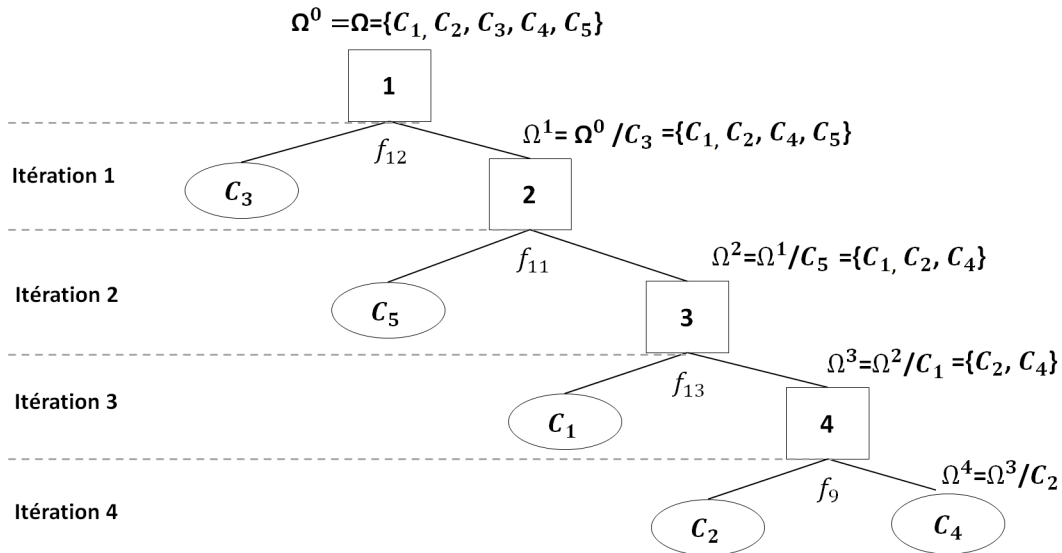 Ω⁰ =Ω={C₁, C₂, C₃, C₄, C₅}
1
Ω¹= Ω⁰ /C₃ ={C₁, C₂, C₄, C₅}
f₁₂
Itération 1
C₃
2
Ω²=Ω¹/C₅ ={C₁, C₂, C₄}
f₁₁
Itération 2
C₅
3
Ω³=Ω²/C₁ ={C₂, C₄}
f₁₃
Itération 3
C₁
4
Ω⁴=Ω³/C₂
f₉
Itération 4
C₂
C₄